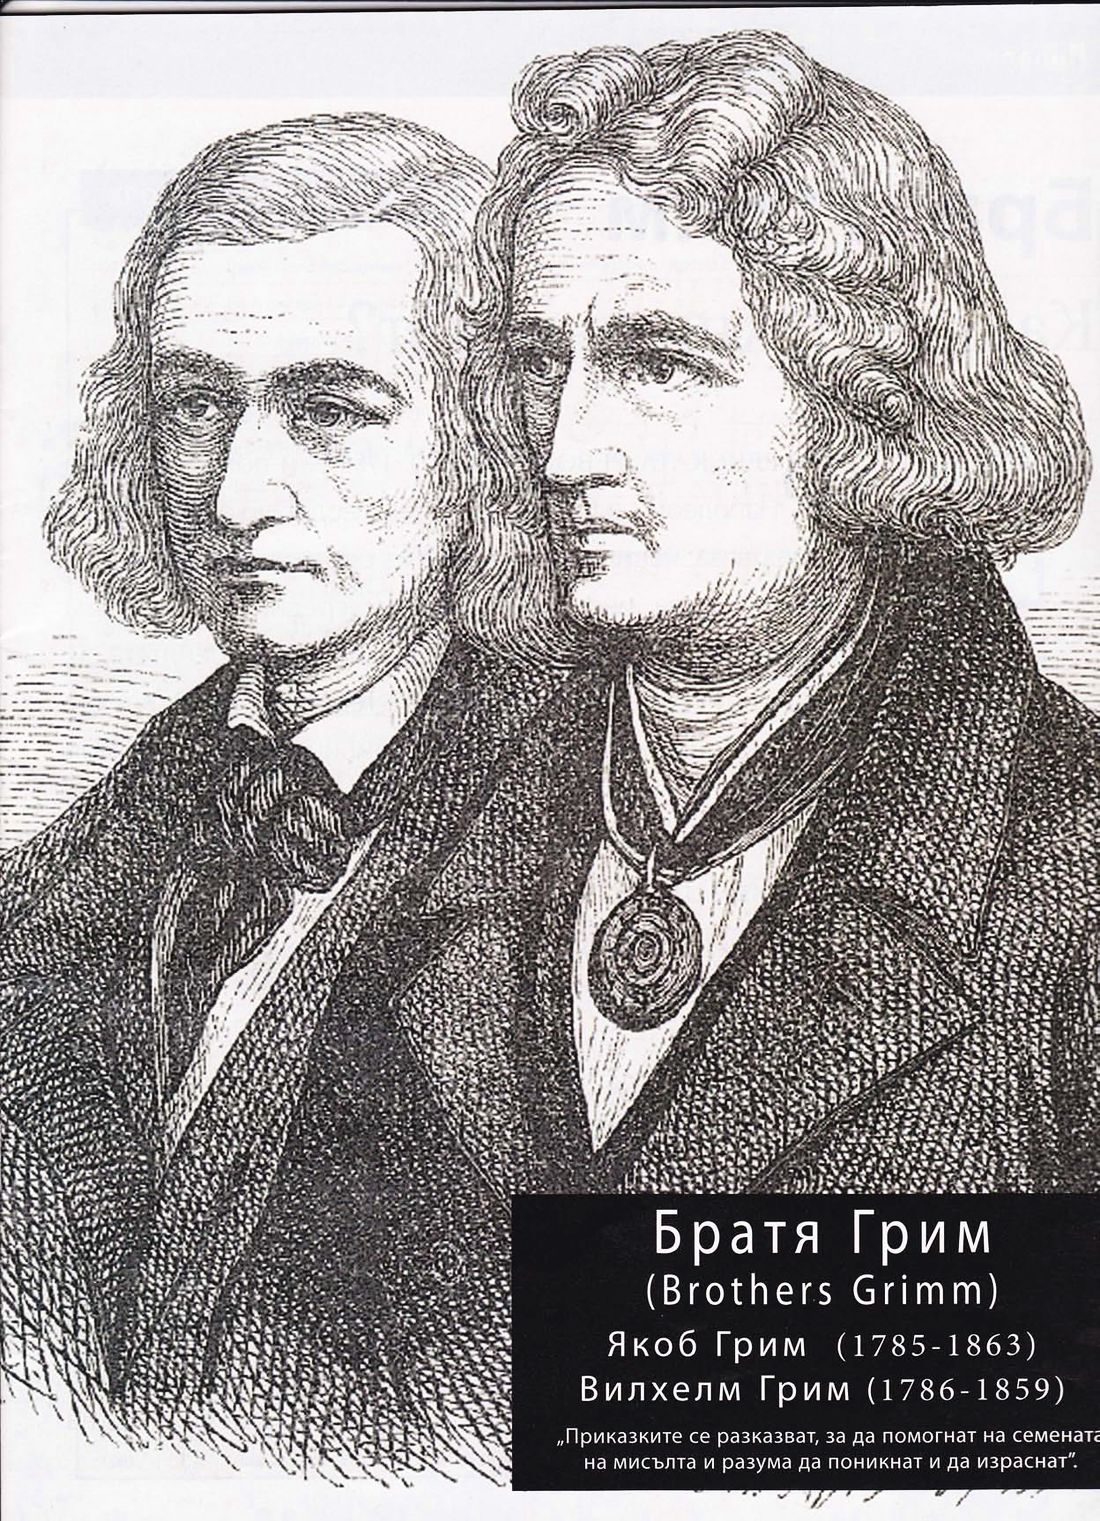 Братя Грим
(Brothers Grimm)
Якоб Грим (1785-1863)
Вилхелм Грим (1786-1859)
„Приказките се разказват, за да помогнат на семената
на мисълта и разума да поникнат и да израснат”.